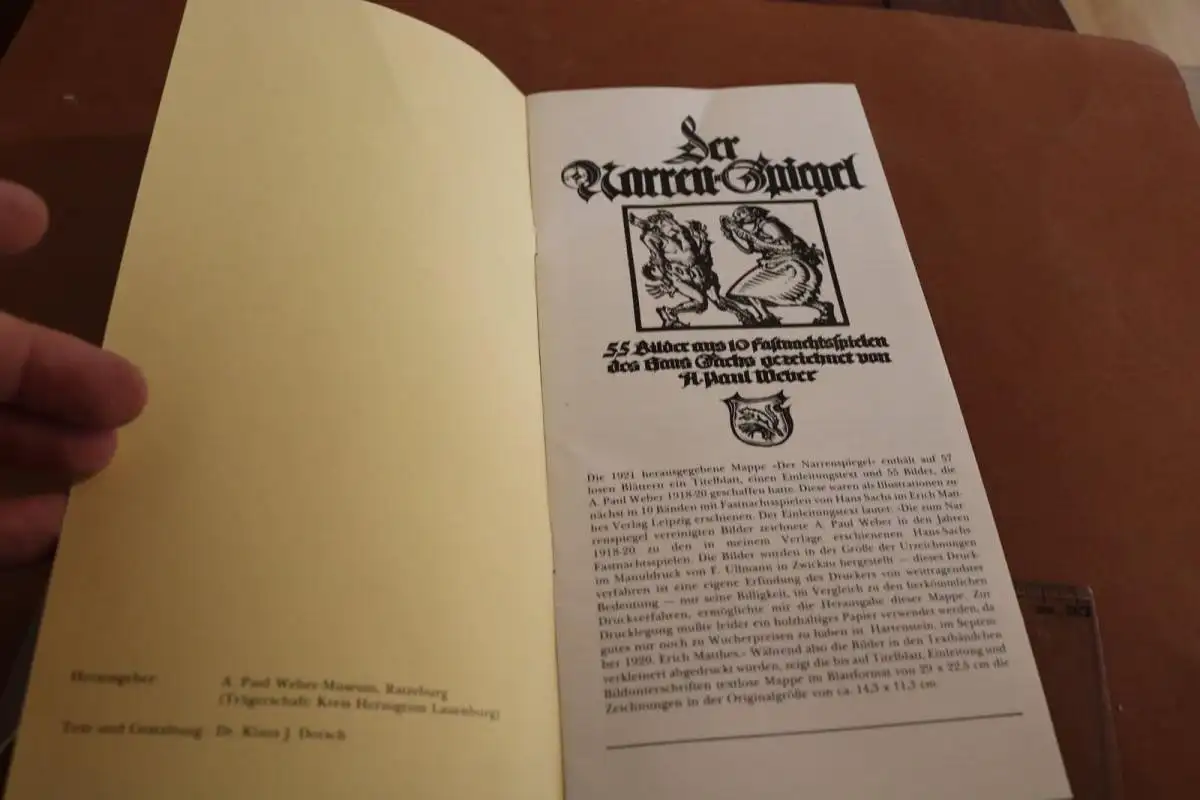 Herausgeber: A. Paul Weber-Museum, Ratzeburg
(Trägerschaft: Kreis Herzogtum Lauenburg)
Text und Gestaltung: Dr. Klaus J. Dorsch
Der
Narren-Spiegel
55 Bilder aus 10 Fastnachtsspielen
des Hans Sachs gezeichnet von
A. Paul Weber
Die 1921 herausgegebene Mappe «Der Narrenspiegel» enthält auf 57
losen Blättern ein Titelblatt, einen Einleitungstext und 55 Bilder, die
A. Paul Weber 1918-20 geschaffen hatte. Diese waren als Illustrationen zu
nächst in 10 Bänden mit Fastnachtsspielen von Hans Sachs im Erich Mat-
hes Verlag Leipzig erschienen. Der Einleitungstext lautet: «Die zum Nar
renspiegel vereinigten Bilder zeichnete A. Paul Weber in den Jahren
1918-20 zu den in meinem Verlage erschienenen Hans-Sachs-
Fastnachtsspielen. Die Bilder wurden in der Größe der Urzeichnungen
im Manuldruck von F. Ullmann in Zwickau hergestellt — dieses Druck-
verfahren ist eine eigene Erfindung des Druckers von weittragendster
Bedeutung — nur seine Billigkeit, im Vergleich zu den herkömmlichen
Druckverfahren, ermöglichte mir die Herausgabe dieser Mappe. Zur
Drucklegung mußte leider ein holzhältiges Papier verwendet werden, da
gutes nur noch zu Wucherpreisen zu haben ist. Hartenstein, im Septem-
ber 1920. Erich Matthes.» Während also die Bilder in den Textbändchen
verkleinert abgedruckt wurden, zeigt die bis auf Titelblatt, Einleitung und
Bildunterschriften textlose Mappe im Blattformat von 29 x 22,5 cm die
Zeichnungen in der Originalgröße von ca. 14,3 x 11,3 cm.